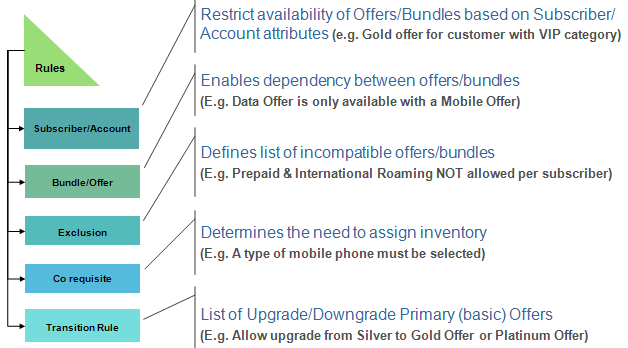 Restrict availability of Offers/Bundles based on Subscriber/
Account attributes (e.g. Gold offer for customer with VIP category)
Rules
Enables dependency between offers/bundles
(E.g. Data Offer is only available with a Mobile Offer)
Subscriber/Account
Defines list of incompatible offers/bundles
(E.g. Prepaid & International Roaming NOT allowed per subscriber)
Bundle/Offer
Determines the need to assign inventory
(E.g. A type of mobile phone must be selected)
Exclusion
Co requisite
List of Upgrade/Downgrade Primary (basic) Offers
(E.g. Allow upgrade from Silver to Gold Offer or Platinum Offer)
Transition Rule